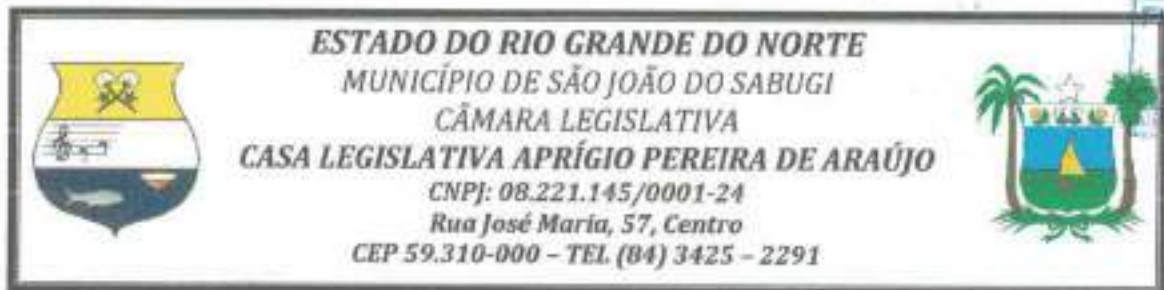 ESTADO DO RIO GRANDE DO NORTE
MUNICÍPIO DE SÃO JOÃO DO SABUGI
CÂMARA LEGISLATIVA
CASA LEGISLATIVA APRÍGIO PEREIRA DE ARAÚJO
CNPJ: 08.221.145/0001-24
Rua José Maria, 57, Centro
CEP 59.310-000 – TEL (84) 3425 – 2291